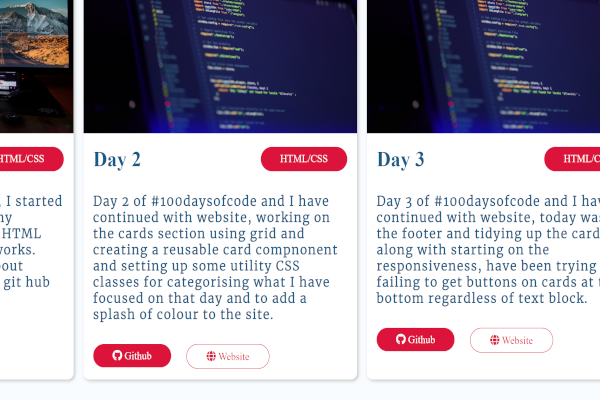 HTML/CSS
, I started
my
HTML
works.
bout
git hub
Day 2
HTML/CSS
Day 2 of #100daysofcode and I have
continued with website, working on
the cards section using grid and
creating a reusable card compnonent
and setting up some utility CSS
classes for categorising what I have
focused on that day and to add a
splash of colour to the site.
Github
Website
Day 3
HTML/C
Day 3 of #100daysofcode and I hav
continued with website, today was
the footer and tidying up the card
along with starting on the
responsiveness, have been trying
failing to get buttons on cards at t
bottom regardless of text block.
Github
Website